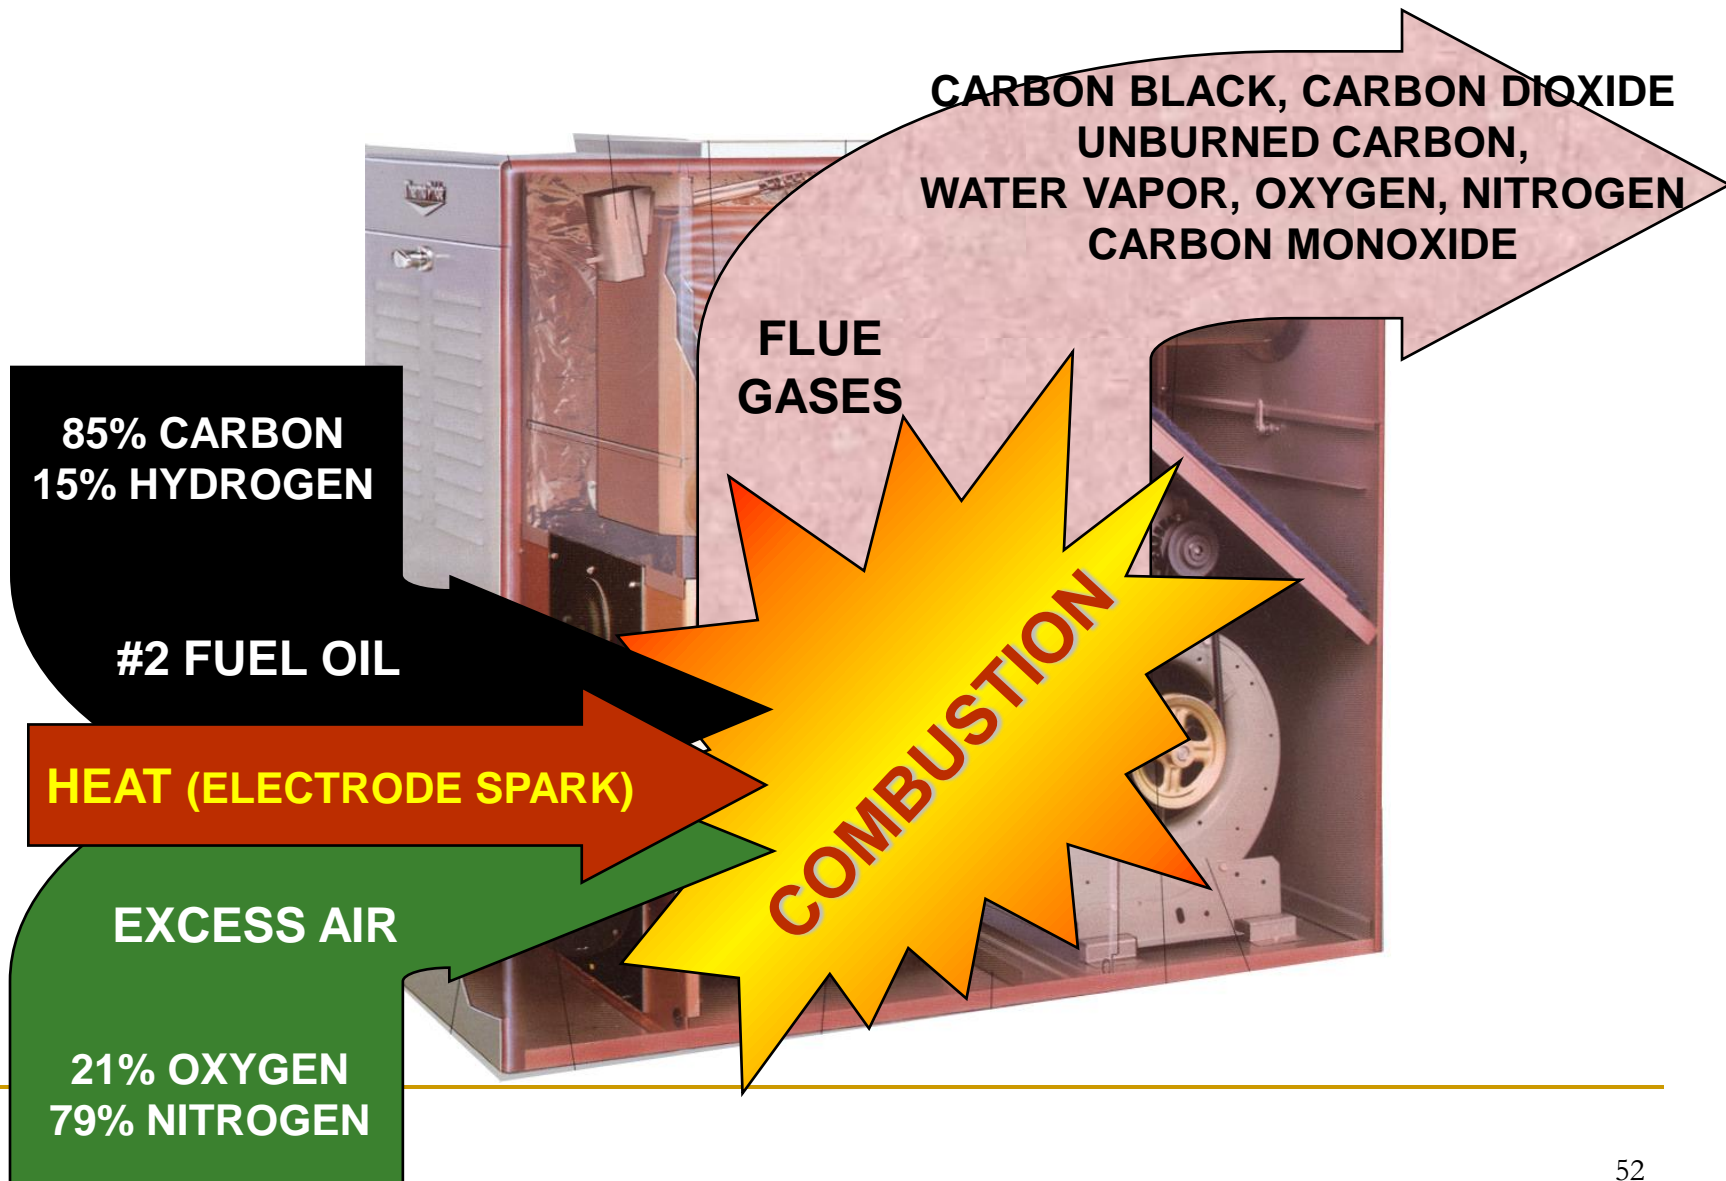 CARBON BLACK, CARBON DIOXIDE
UNBURNED CARBON,
WATER VAPOR, OXYGEN, NITROGEN
CARBON MONOXIDE
FLUE
GASES
85% CARBON
15% HYDROGEN
#2 FUEL OIL
HEAT (ELECTRODE SPARK)
COMBUSTION
EXCESS AIR
21% OXYGEN
79% NITROGEN
52